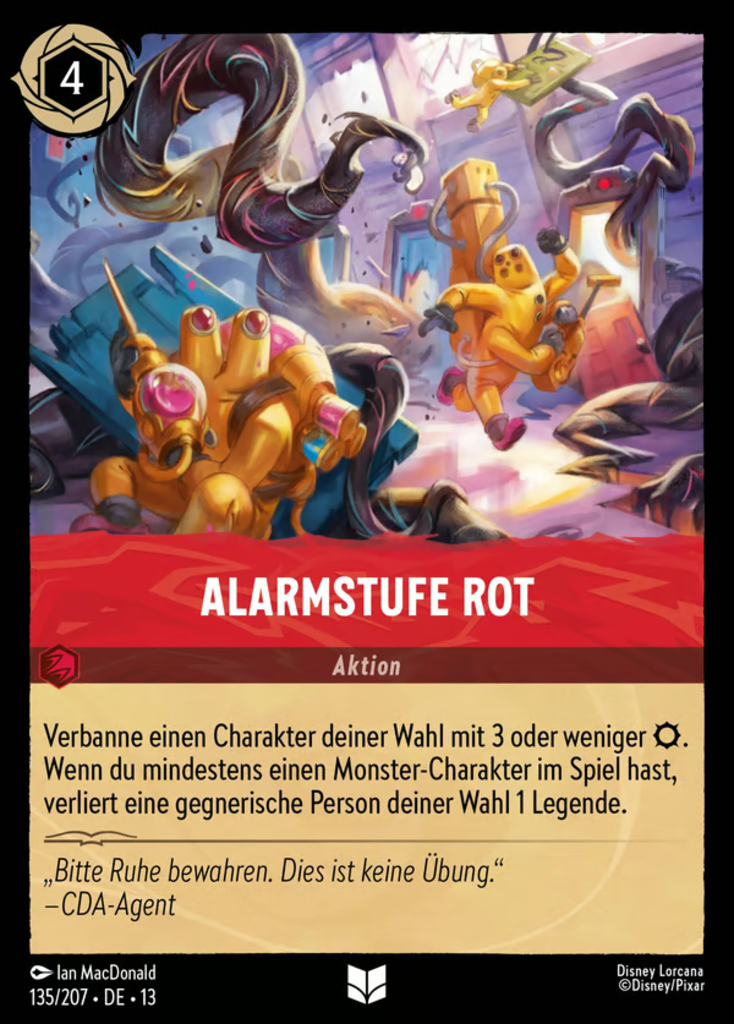 4
ALARMSTUFE ROT
Aktion
Verbanne einen Charakter deiner Wahl mit 3 oder weniger .
Wenn du mindestens einen Monster-Charakter im Spiel hast,
verliert eine gegnerische Person deiner Wahl 1 Legende.
„Bitte Ruhe bewahren. Dies ist keine Übung.“
–CDA-Agent
Ian MacDonald
135/207 • DE • 13
Disney Lorcana
©Disney/Pixar